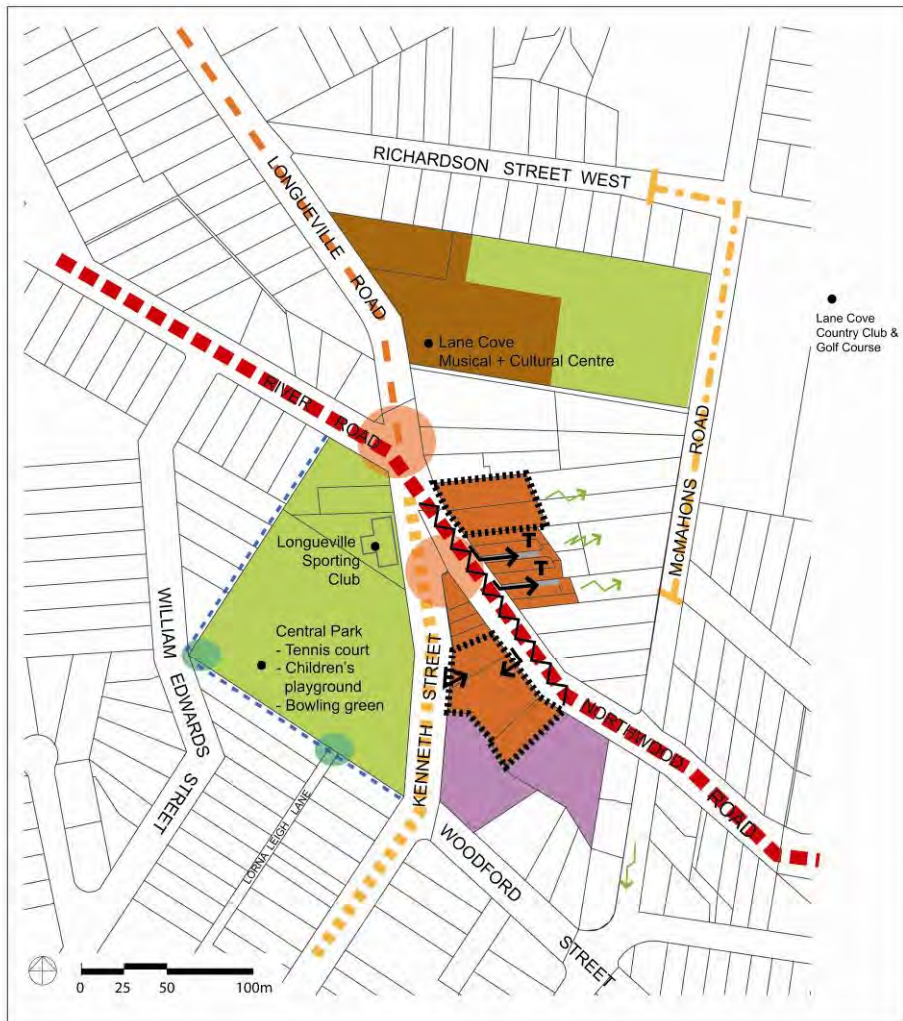 RICHARDSON STREET WEST
LONGUEVILLE ROAD
Lane Cove
Country Club &
Golf Course
Lane Cove
Musical + Cultural Centre
RIVER ROAD
McMAHONS ROAD
Longueville
Sporting
Club
T
T
WILLIAM EDWARDS STREET
Central Park
- Tennis court
- Children's
playground
- Bowling green
KENNETH STREET
NORTHWOOD ROAD
LORNA LEIGH LANE
WOODFORD STREET
0 25 50 100m